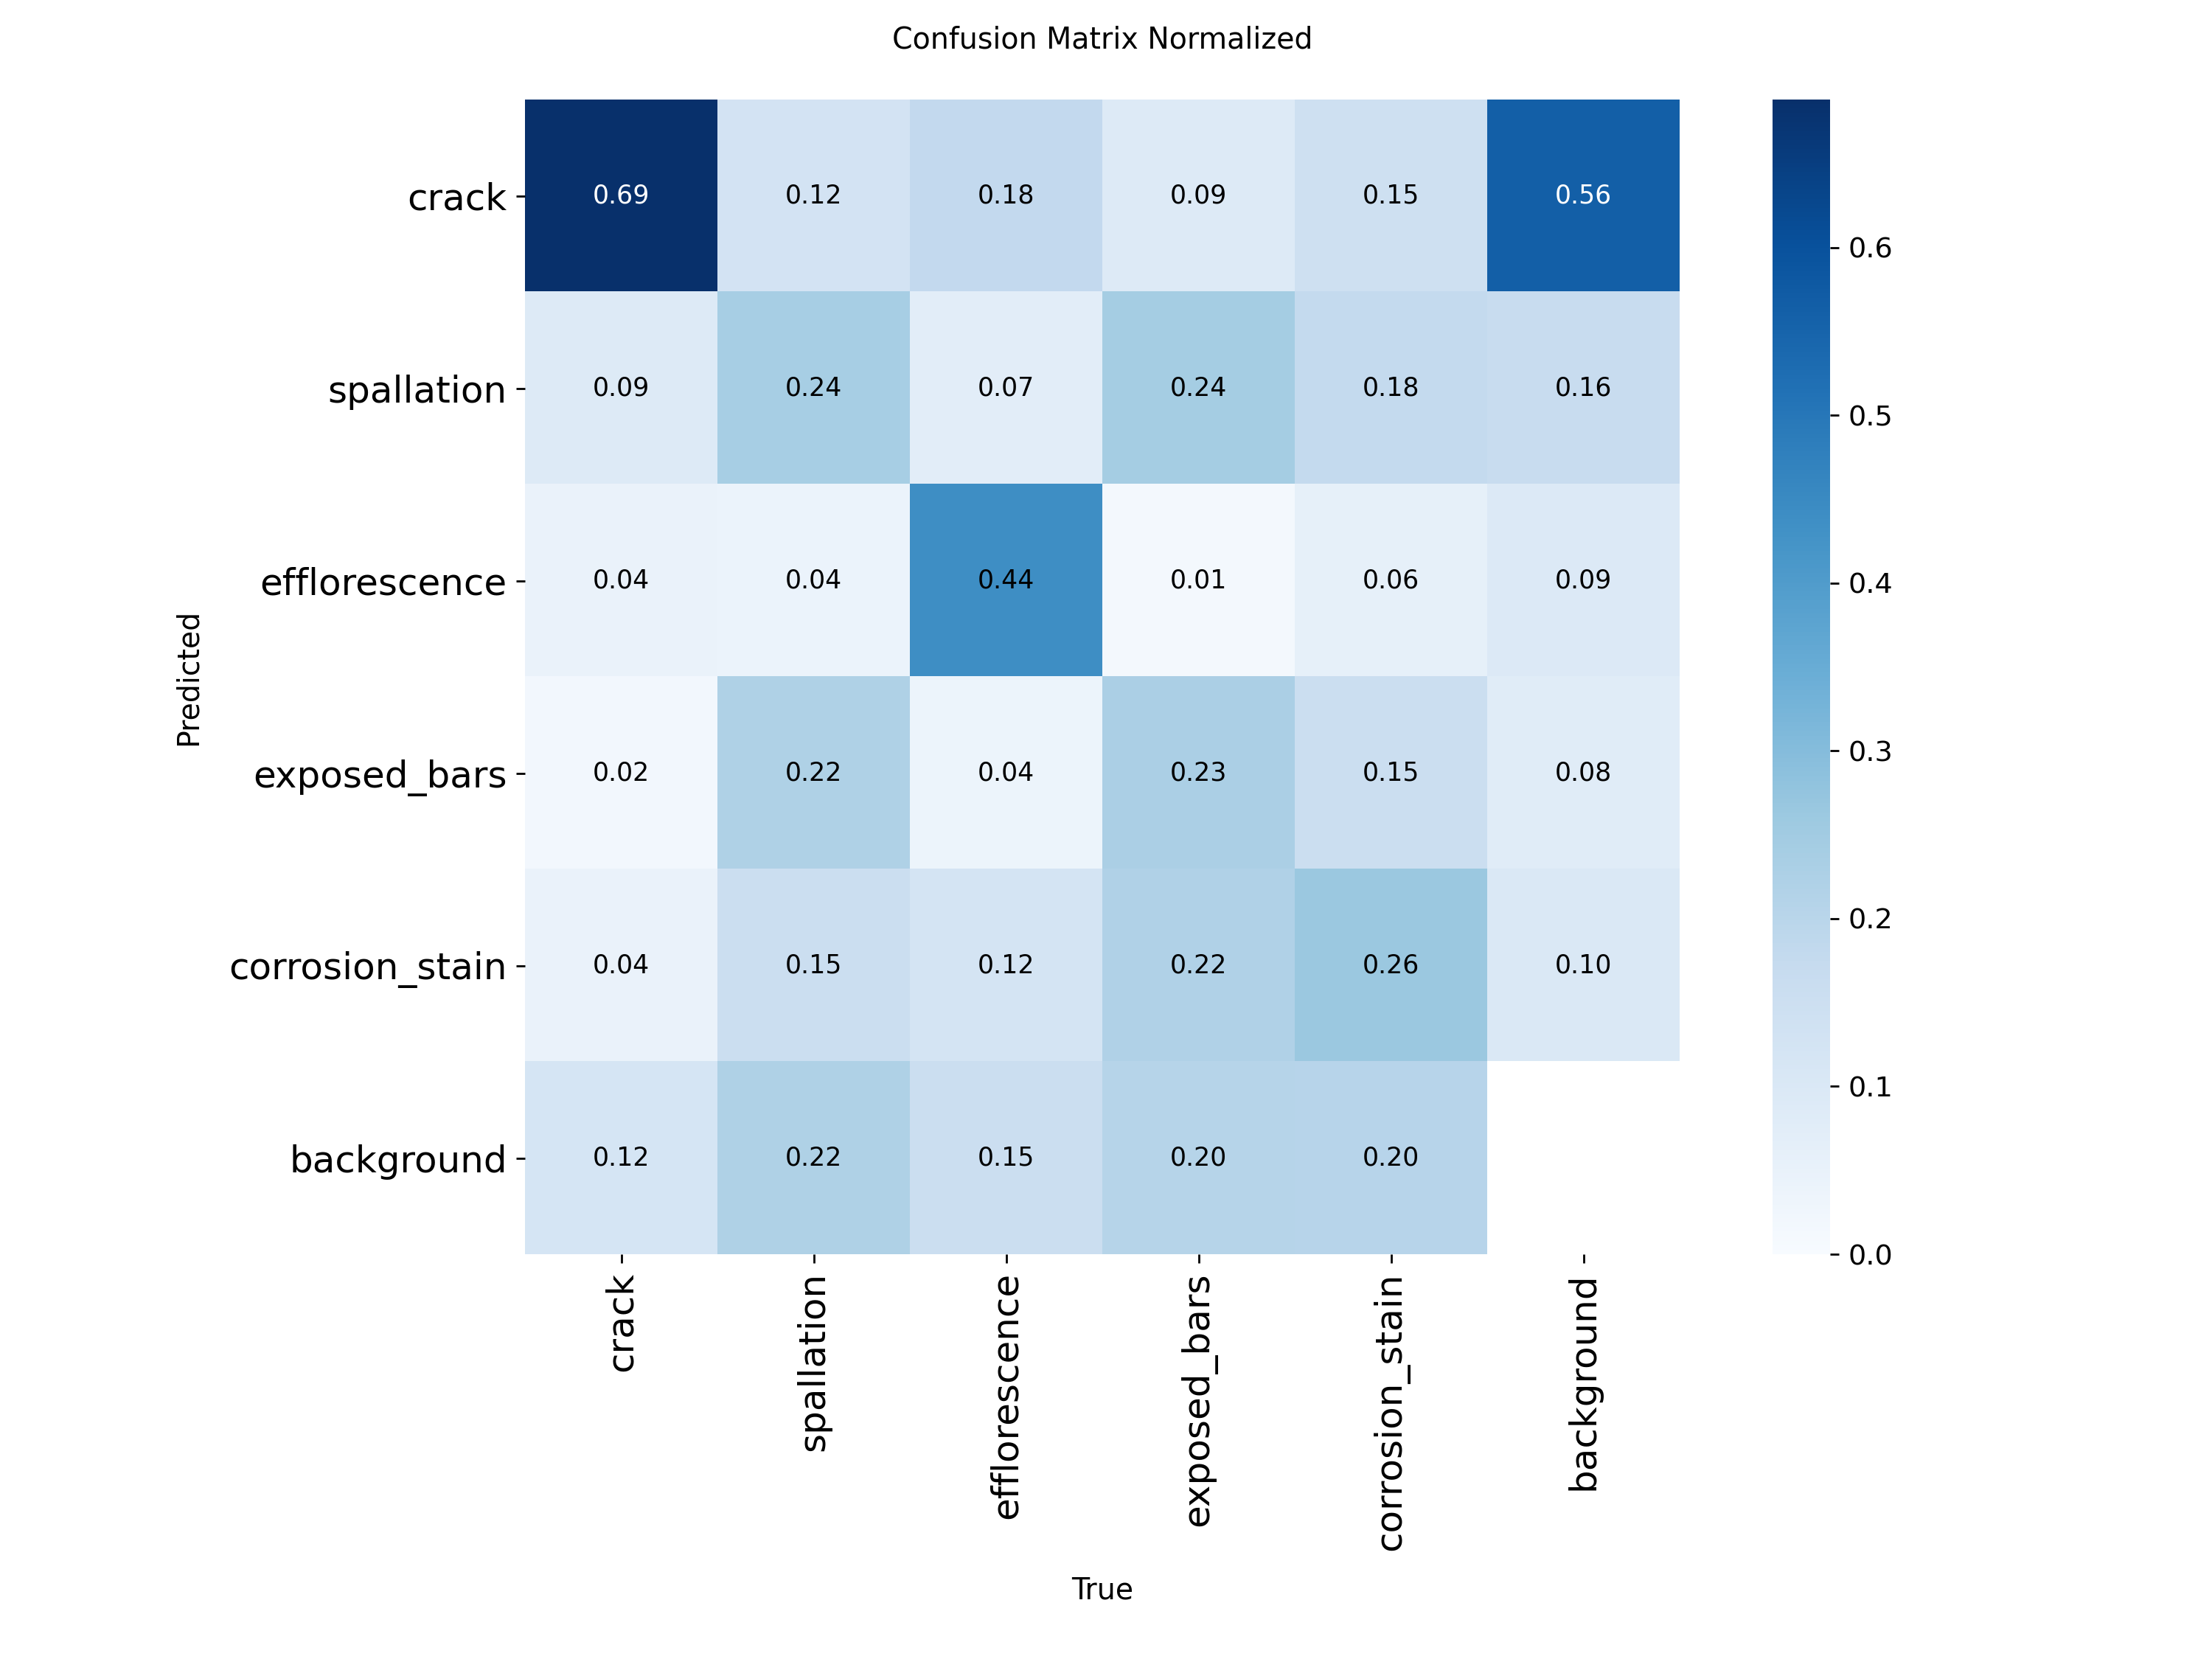 Confusion Matrix Normalized
crack 0.69 0.12 0.18 0.09 0.15 0.56
spallation 0.09 0.24 0.07 0.24 0.18 0.16
efflorescence 0.04 0.04 0.44 0.01 0.06 0.09
exposed_bars 0.02 0.22 0.04 0.23 0.15 0.08
corrosion_stain 0.04 0.15 0.12 0.22 0.26 0.10
background 0.12 0.22 0.15 0.20 0.20
Predicted
crack
spallation
efflorescence
exposed_bars
corrosion_stain
background
True
0.6
0.5
0.4
0.3
0.2
0.1
0.0